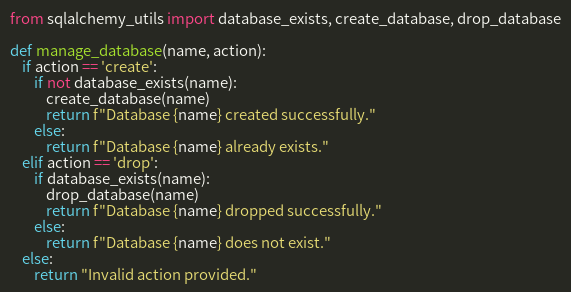 from sqlalchemy_utils import database_exists, create_database, drop_database

def manage_database(name, action):
    if action == 'create':
        if not database_exists(name):
            create_database(name)
            return f"Database {name} created successfully."
        else:
            return f"Database {name} already exists."
    elif action == 'drop':
        if database_exists(name):
            drop_database(name)
            return f"Database {name} dropped successfully."
        else:
            return f"Database {name} does not exist."
    else:
        return "Invalid action provided."